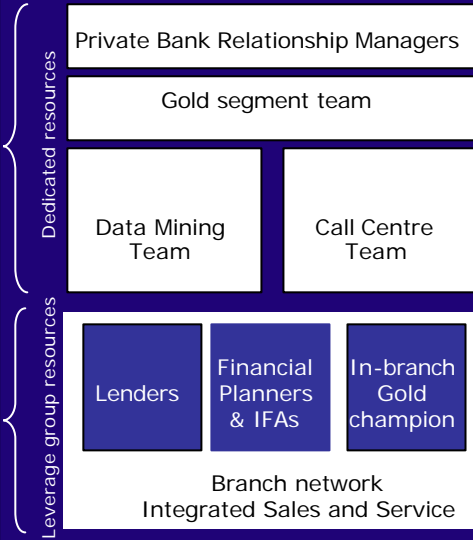 Dedicated resources
Private Bank Relationship Managers
Gold segment team
Data Mining
Team
Call Centre
Team
Leverage group resources
Lenders
Financial
Planners
& IFAs
In-branch
Gold
champion
Branch network
Integrated Sales and Service